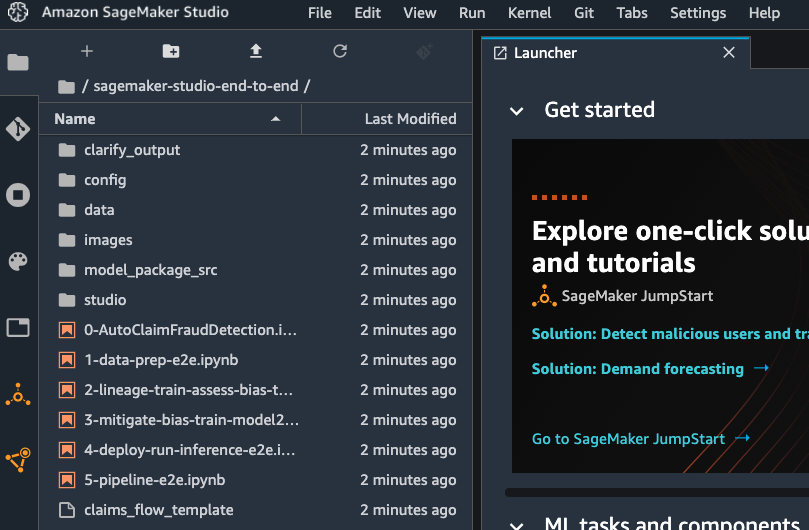 Amazon SageMaker Studio File Edit View Run Kernel Git Tabs Settings Help
/ sagemaker-studio-end-to-end /
Name Last Modified
clarify_output 2 minutes ago
config 2 minutes ago
data 2 minutes ago
images 2 minutes ago
model_package_src 2 minutes ago
studio 2 minutes ago
0-AutoClaimFraudDetection.i... 2 minutes ago
1-data-prep-e2e.ipynb 2 minutes ago
2-lineage-train-assess-bias-t... 2 minutes ago
3-mitigate-bias-train-model2... 2 minutes ago
4-deploy-run-inference-e2e.i... 2 minutes ago
5-pipeline-e2e.ipynb 2 minutes ago
claims_flow_template 2 minutes ago
Launcher
Get started
Explore one-click solu
and tutorials
SageMaker JumpStart
Solution: Detect malicious users and tra
Solution: Demand forecasting →
Go to SageMaker JumpStart →
ML tasks and components